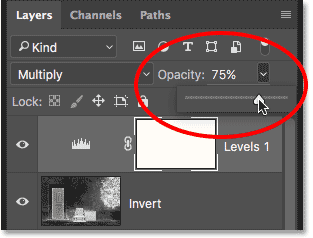 Layers Channels Paths
Kind T
Multiply Opacity: 75%
Lock:
Levels 1
Invert